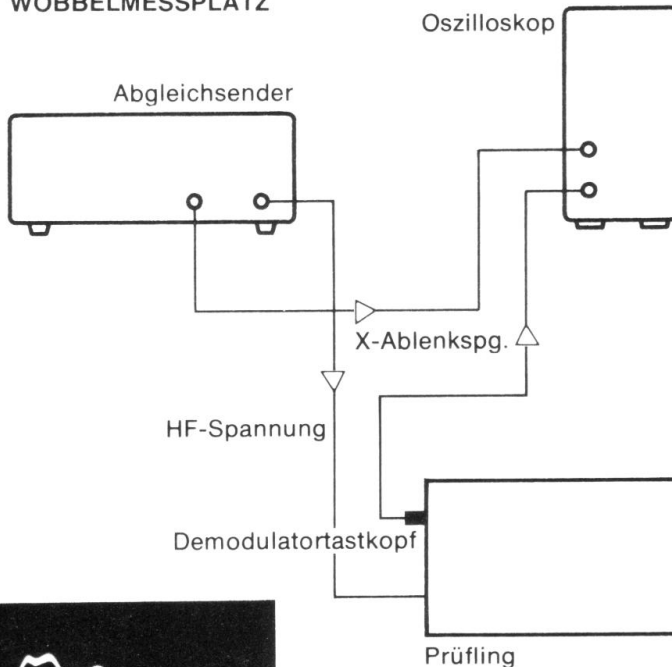 WOBBELMESSPLATZ
Oszilloskop
Abgleichsender
X-Ablenkspg.
HF-Spannung
Demodulatortastkopf
Prüfling